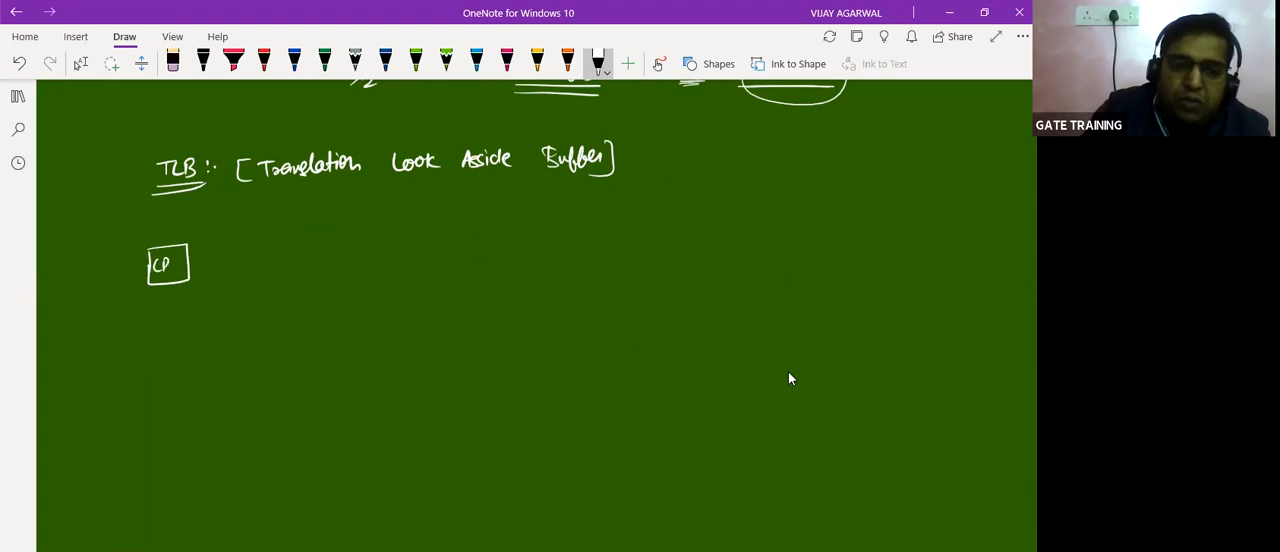 OneNote for Windows 10
VIJAY AGARWAL
Home Insert Draw View Help
Share
Shapes Ink to Shape Ink to Text
GATE TRAINING
TLB :- [Translation Look Aside Buffer]
CP